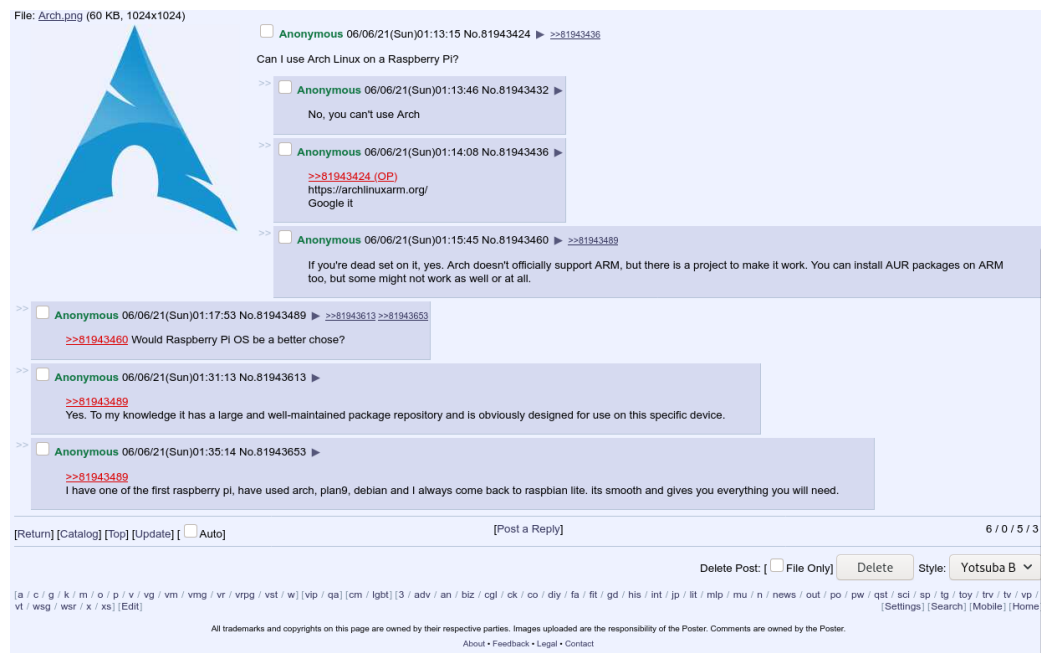 File: Arch.png (60 KB, 1024x1024)
Anonymous 06/06/21(Sun)01:13:15 No.81943424 ▶ >>81943436
Can I use Arch Linux on a Raspberry Pi?
>> Anonymous 06/06/21(Sun)01:13:46 No.81943432 ▶
No, you can't use Arch
>> Anonymous 06/06/21(Sun)01:14:08 No.81943436 ▶
>>81943424 (OP)
https://archlinuxarm.org/
Google it
>> Anonymous 06/06/21(Sun)01:15:45 No.81943460 ▶ >>81943489
If you're dead set on it, yes. Arch doesn't officially support ARM, but there is a project to make it work. You can install AUR packages on ARM
too, but some might not work as well or at all.
>> Anonymous 06/06/21(Sun)01:17:53 No.81943489 ▶ >>81943613 >>81943653
>>81943460 Would Raspberry Pi OS be a better chose?
>> Anonymous 06/06/21(Sun)01:31:13 No.81943613 ▶
>>81943489
Yes. To my knowledge it has a large and well-maintained package repository and is obviously designed for use on this specific device.
>> Anonymous 06/06/21(Sun)01:35:14 No.81943653 ▶
>>81943489
I have one of the first raspberry pi, have used arch, plan9, debian and I always come back to raspbian lite. its smooth and gives you everything you will need.
[Return] [Catalog] [Top] [Update] [ Auto] [Post a Reply] 6 / 0 / 5 / 3
Delete Post: [ File Only] Delete Style: Yotsuba B
[a / c / g / k / m / o / p / v / vg / vm / vmg / vr / vrpg / vst / w] [vip / qa] [cm / lgbt] [3 / adv / an / biz / cgl / ck / co / diy / fa / fit / gd / his / int / jp / lit / mlp / mu / n / news / out / po / pw / qst / sci / sp / tg / toy / trv / tv / vp /
vt / wsg / wsr / x / xs] [Edit] [Settings] [Search] [Mobile] [Home
All trademarks and copyrights on this page are owned by their respective parties. Images uploaded are the responsibility of the Poster. Comments are owned by the Poster.
About • Feedback • Legal • Contact